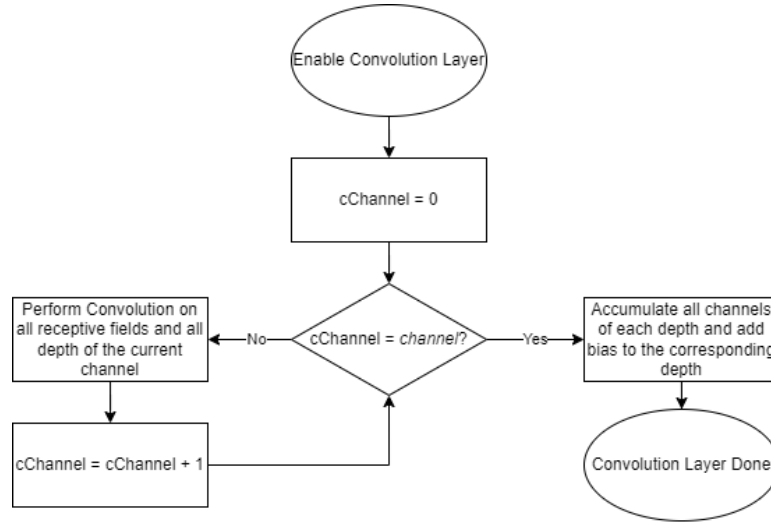 Enable Convolution Layer
cChannel = 0
cChannel = channel?
No
Yes
Perform Convolution on
all receptive fields and all
depth of the current
channel
cChannel = cChannel + 1
Accumulate all channels
of each depth and add
bias to the corresponding
depth
Convolution Layer Done